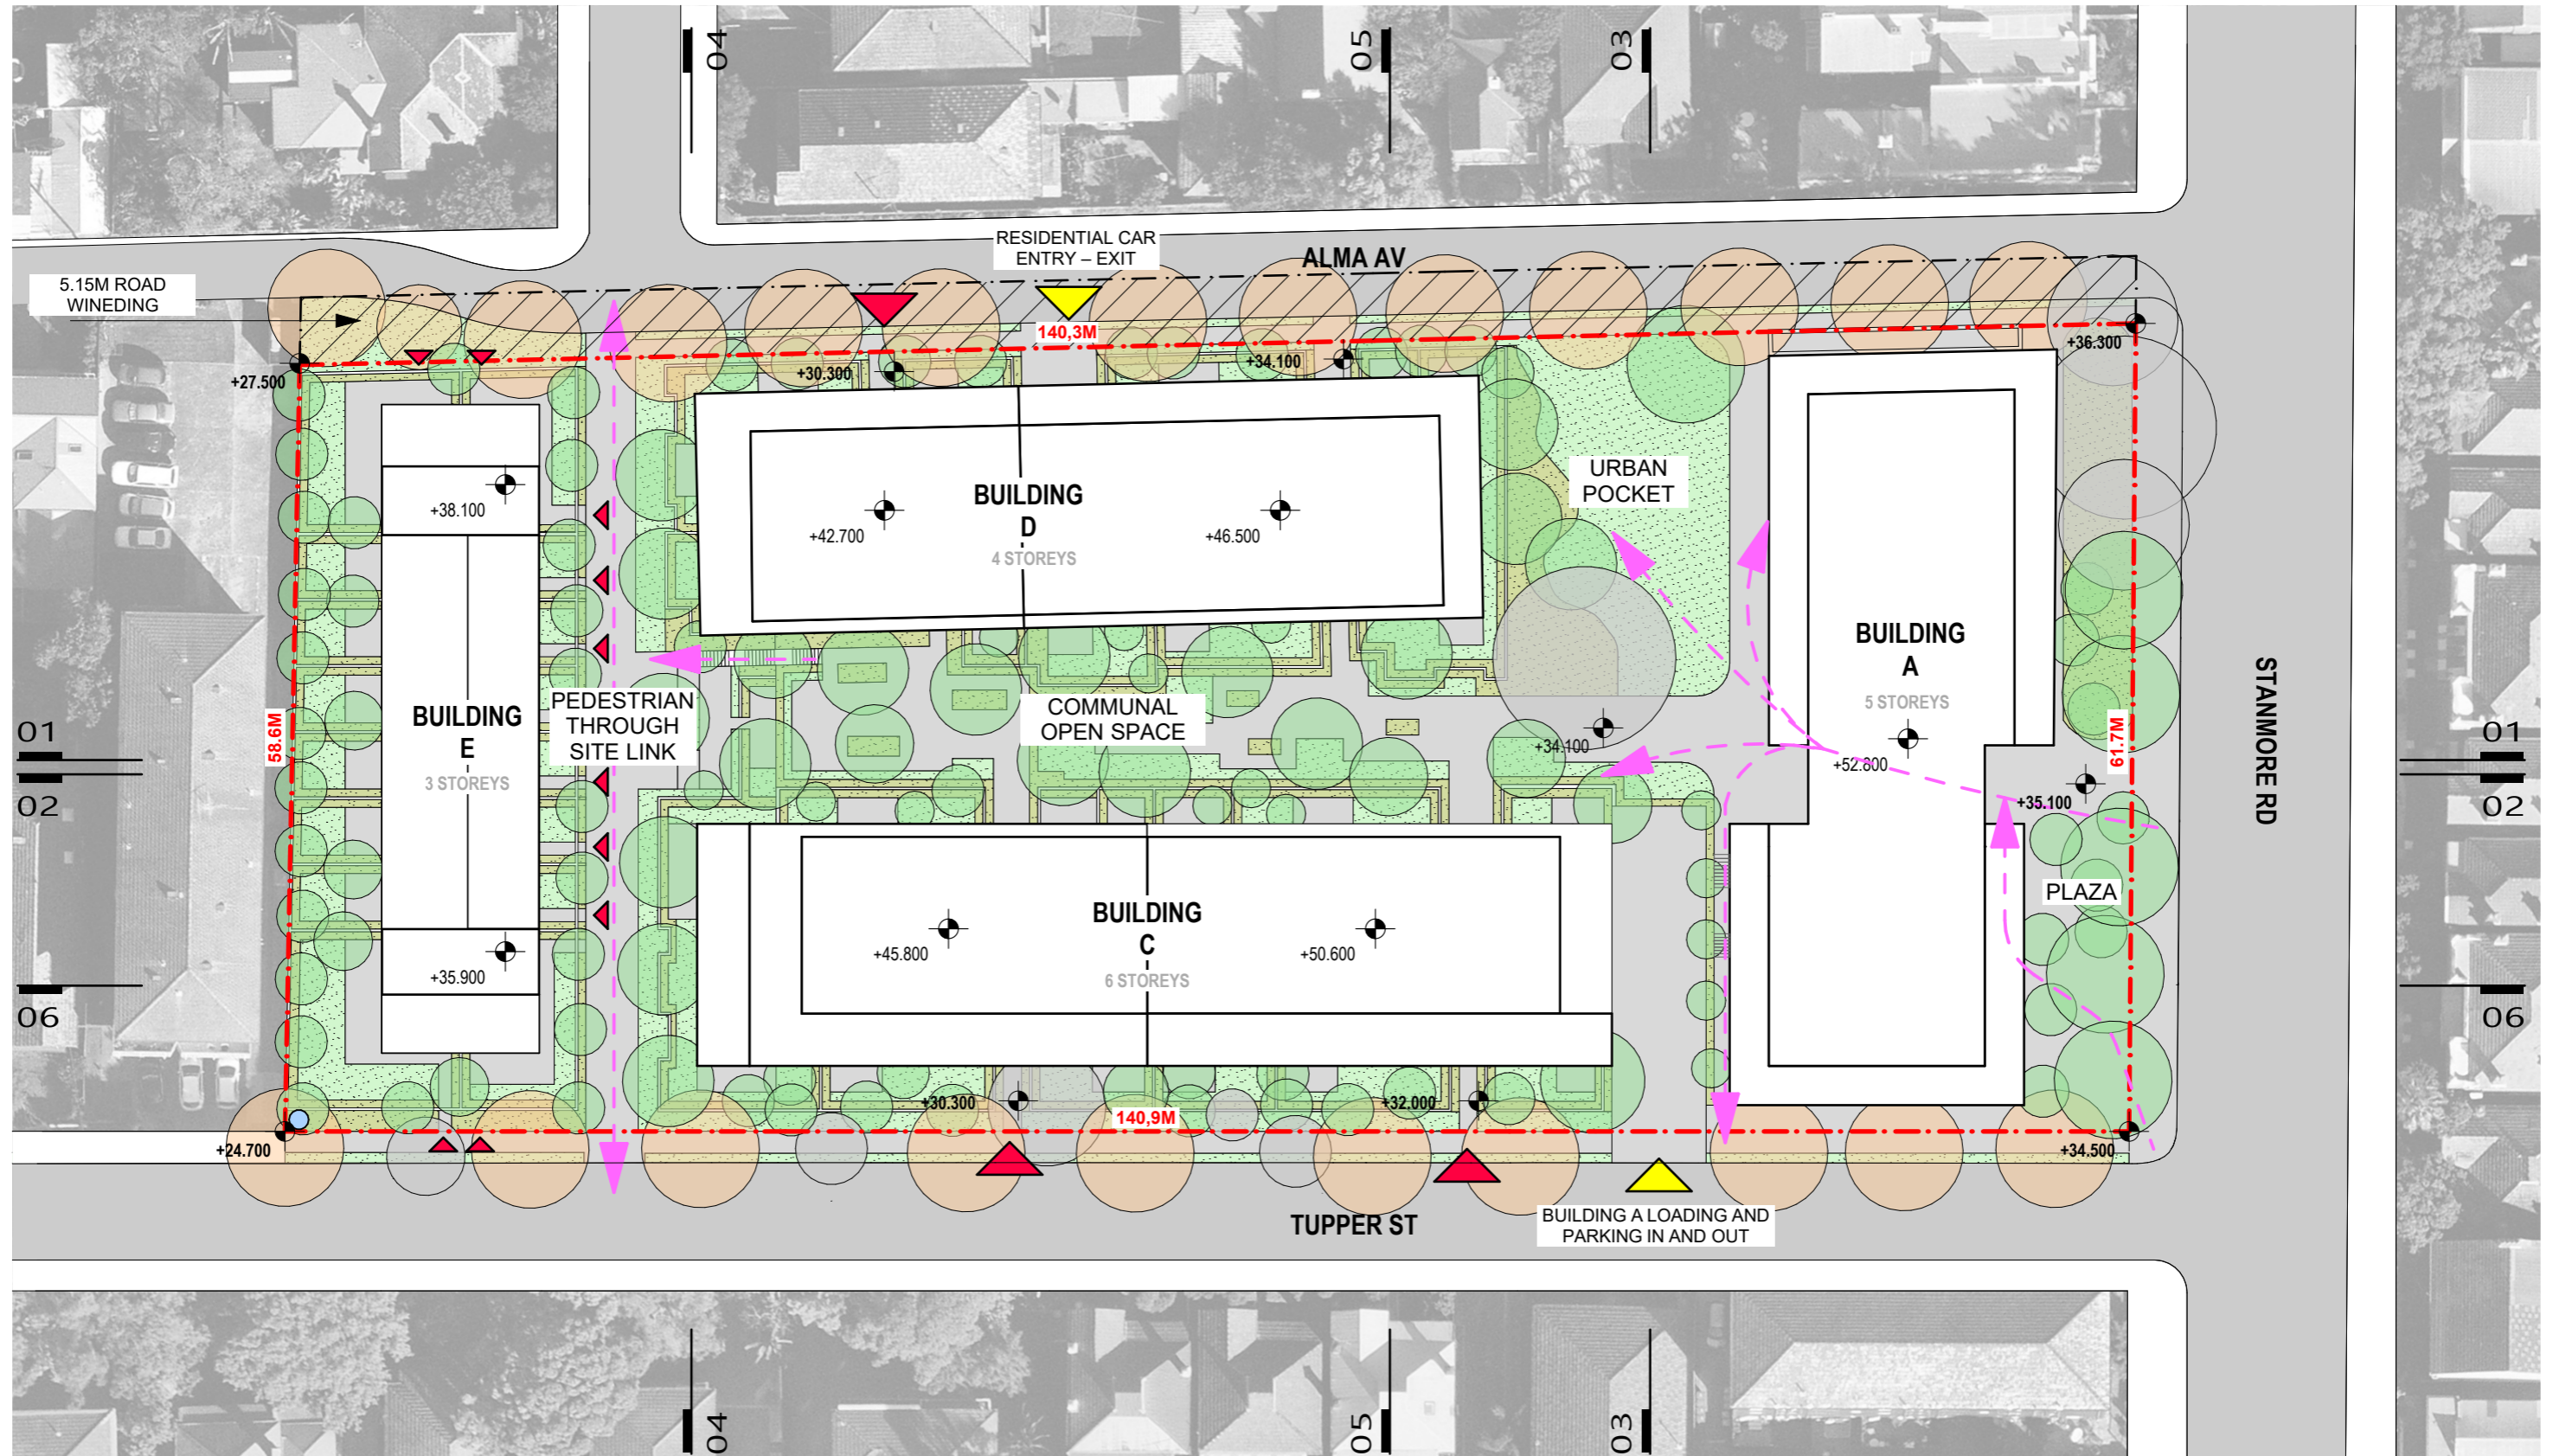 04
05
03
RESIDENTIAL CAR
ENTRY – EXIT
ALMA AV
5.15M ROAD
WINEDING
140,3M
+36.300
+27.500
+30.300
+34.100
URBAN
POCKET
+38.100
BUILDING
D
4 STOREYS
+42.700
+46.500
BUILDING
A
5 STOREYS
STANMORE RD
PEDESTRIAN
THROUGH
SITE LINK
COMMUNAL
OPEN SPACE
BUILDING
E
3 STOREYS
58.6M
61.7M
01
02
01
02
+34.100
+52.800
+35.100
PLAZA
BUILDING
C
6 STOREYS
+45.800
+50.600
+35.900
06
06
+30.300
140,9M
+32.000
+24.700
+34.500
TUPPER ST
BUILDING A LOADING AND
PARKING IN AND OUT
04
05
03